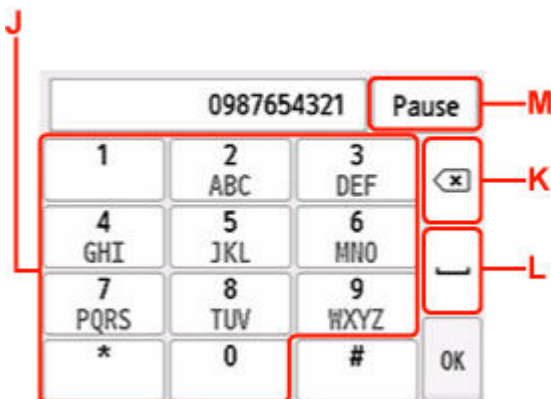 J
0987654321 Pause M
1 2 3 K
ABC DEF
4 5 6
GHI JKL MNO L
7 8 9
PQRS TUV WXYZ
* 0 # OK